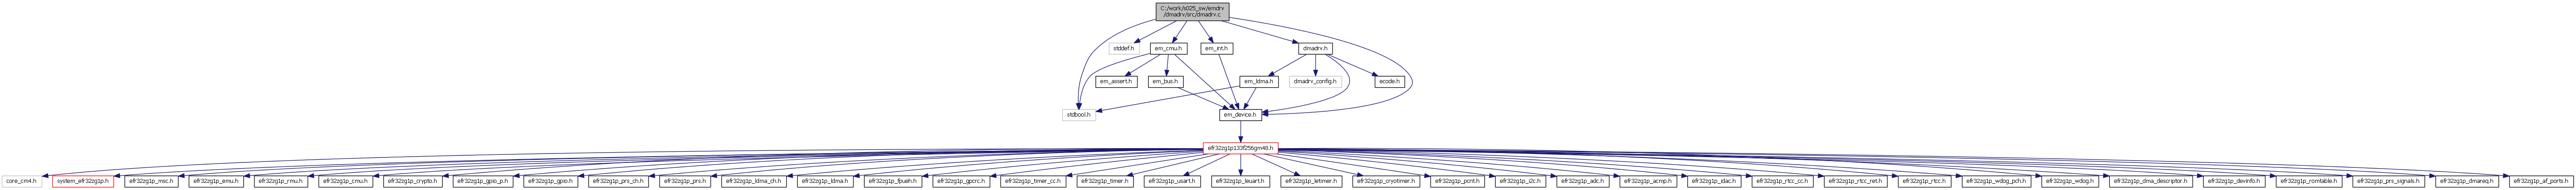 C:/work/s025_sw/emdrv
/dmadrv/src/dmadrv.c
stddef.h
em_cmu.h
em_int.h
dmadrv.h
em_assert.h
em_bus.h
em_ldma.h
dmadrv_config.h
ecode.h
stdbool.h
em_device.h
efr32zg1p133f256gm48.h
core_cm4.h
system_efr32zg1p.h
efr32zg1p_msc.h
efr32zg1p_emu.h
efr32zg1p_rmu.h
efr32zg1p_cmu.h
efr32zg1p_crypto.h
efr32zg1p_gpio_p.h
efr32zg1p_gpio.h
efr32zg1p_prs_ch.h
efr32zg1p_prs.h
efr32zg1p_ldma_ch.h
efr32zg1p_ldma.h
efr32zg1p_fpueh.h
efr32zg1p_gpcrc.h
efr32zg1p_timer_cc.h
efr32zg1p_timer.h
efr32zg1p_usart.h
efr32zg1p_leuart.h
efr32zg1p_letimer.h
efr32zg1p_cryotimer.h
efr32zg1p_pcnt.h
efr32zg1p_i2c.h
efr32zg1p_adc.h
efr32zg1p_acmp.h
efr32zg1p_idac.h
efr32zg1p_rtcc_cc.h
efr32zg1p_rtcc_ret.h
efr32zg1p_rtcc.h
efr32zg1p_wdog_pch.h
efr32zg1p_wdog.h
efr32zg1p_dma_descriptor.h
efr32zg1p_devinfo.h
efr32zg1p_romtable.h
efr32zg1p_prs_signals.h
efr32zg1p_dmareq.h
efr32zg1p_af_ports.h